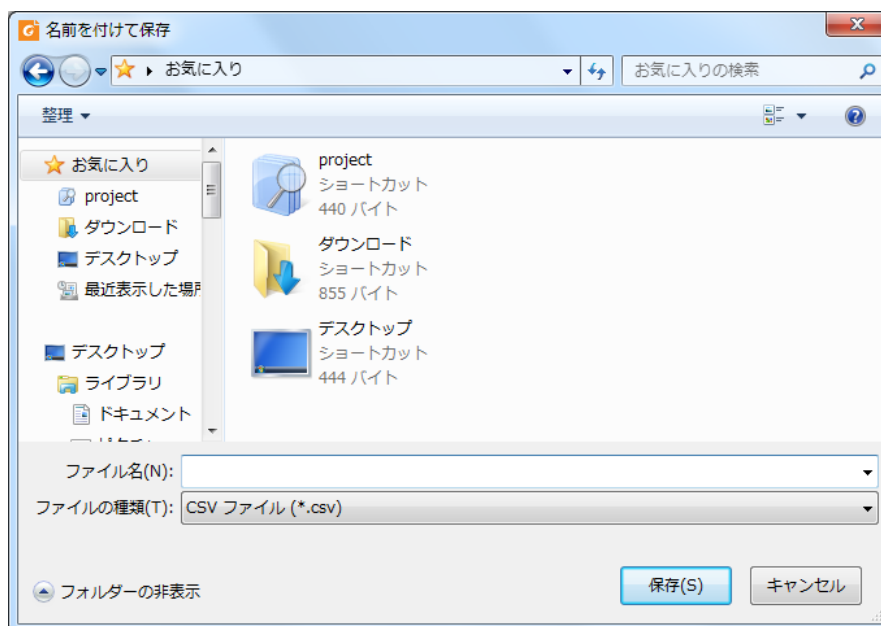 名前を付けて保存
お気に入り
お気に入りの検索
整理
お気に入り
project
ダウンロード
デスクトップ
最近表示した場所
デスクトップ
ライブラリ
ドキュメント
project
ショートカット
440 バイト
ダウンロード
ショートカット
855 バイト
デスクトップ
ショートカット
444 バイト
ファイル名(N):
ファイルの種類(T): CSV ファイル (*.csv)
フォルダーの非表示
保存(S)
キャンセル